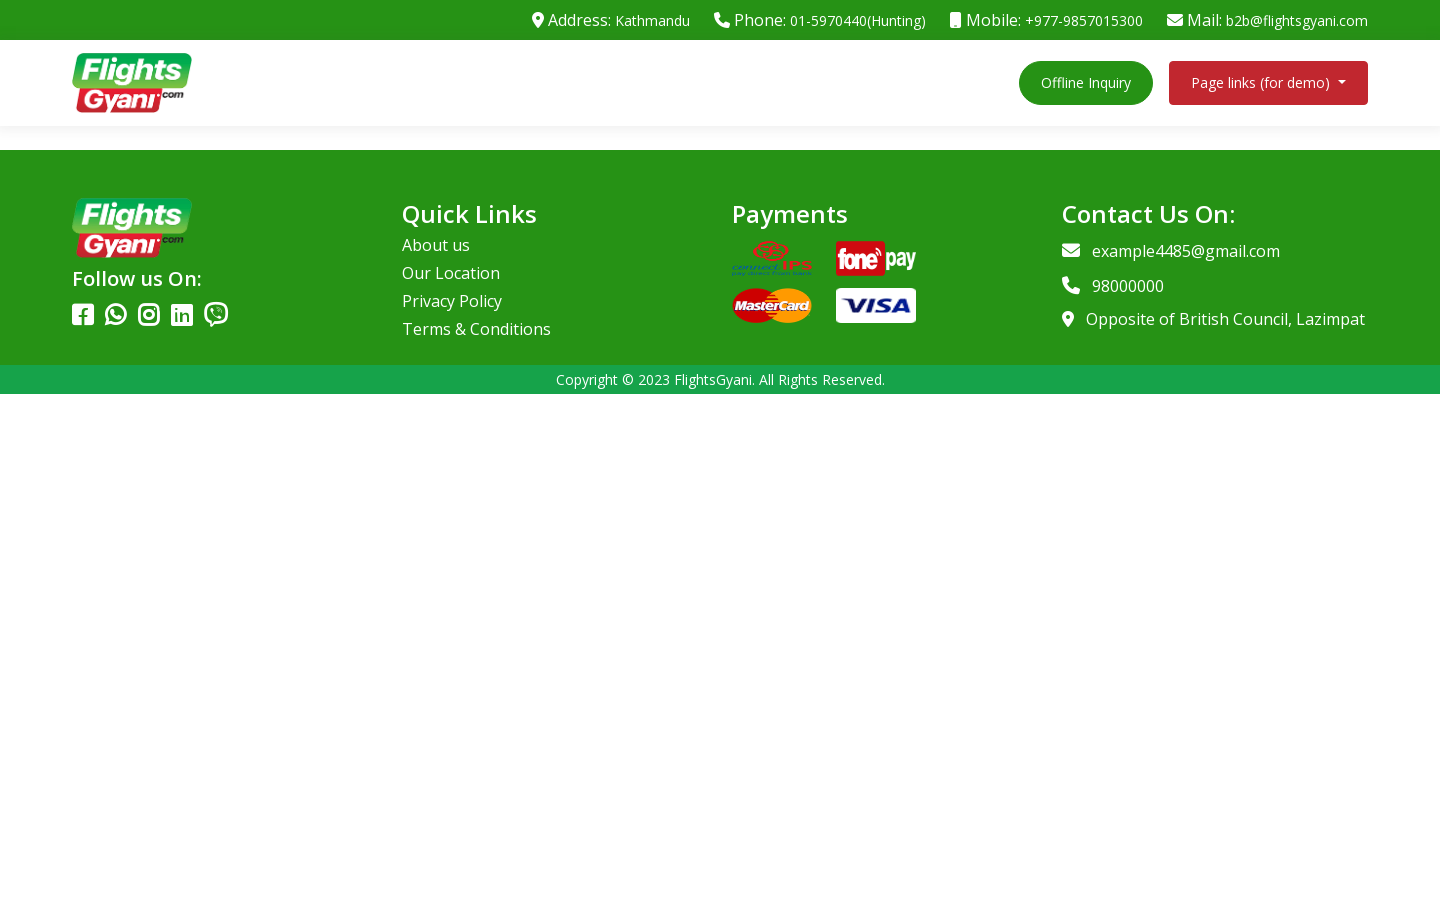 Address: Kathmandu Phone: 01-5970440(Hunting) Mobile: +977-9857015300 Mail: b2b@flightsgyani.com
Flights
Gyani.com
Offline Inquiry
Page links (for demo)
Flights
Gyani.com
Follow us On:
Quick Links
About us
Our Location
Privacy Policy
Terms & Conditions
Payments
connectIPS
fonepay
MasterCard
VISA
Contact Us On:
example4485@gmail.com
98000000
Opposite of British Council, Lazimpat
Copyright © 2023 FlightsGyani. All Rights Reserved.